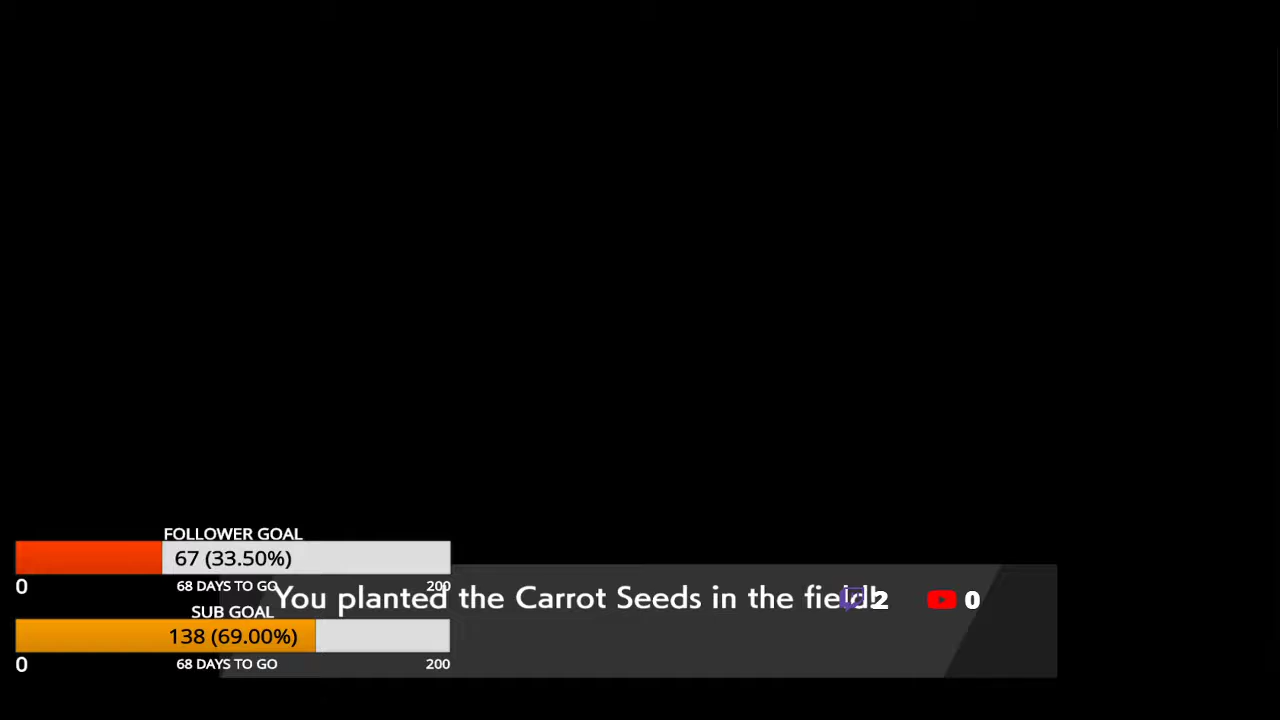 FOLLOWER GOAL
67 (33.50%)
0 68 DAYS TO GO 200
You planted the Carrot Seeds in the field!
2 0
SUB GOAL
138 (69.00%)
0 68 DAYS TO GO 200